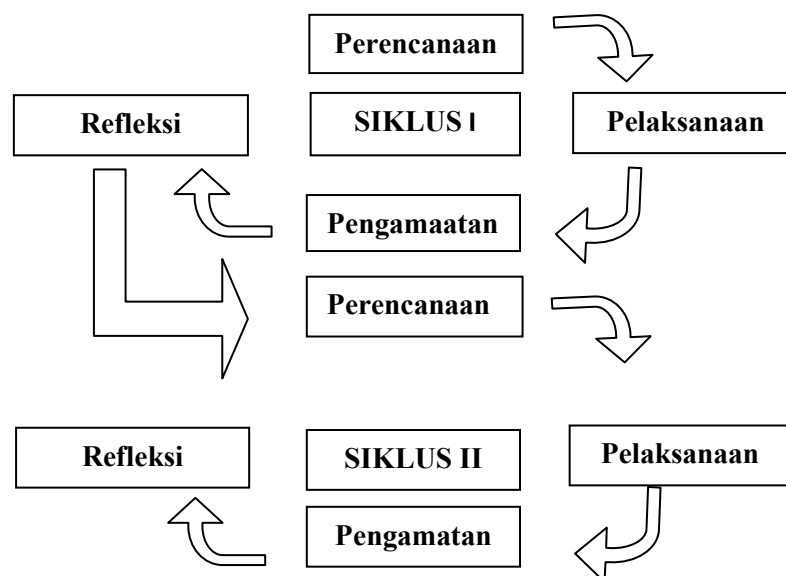 Perencanaan
Refleksi
SIKLUS I
Pelaksanaan
Pengamaatan
Perencanaan
Refleksi
SIKLUS II
Pelaksanaan
Pengamatan